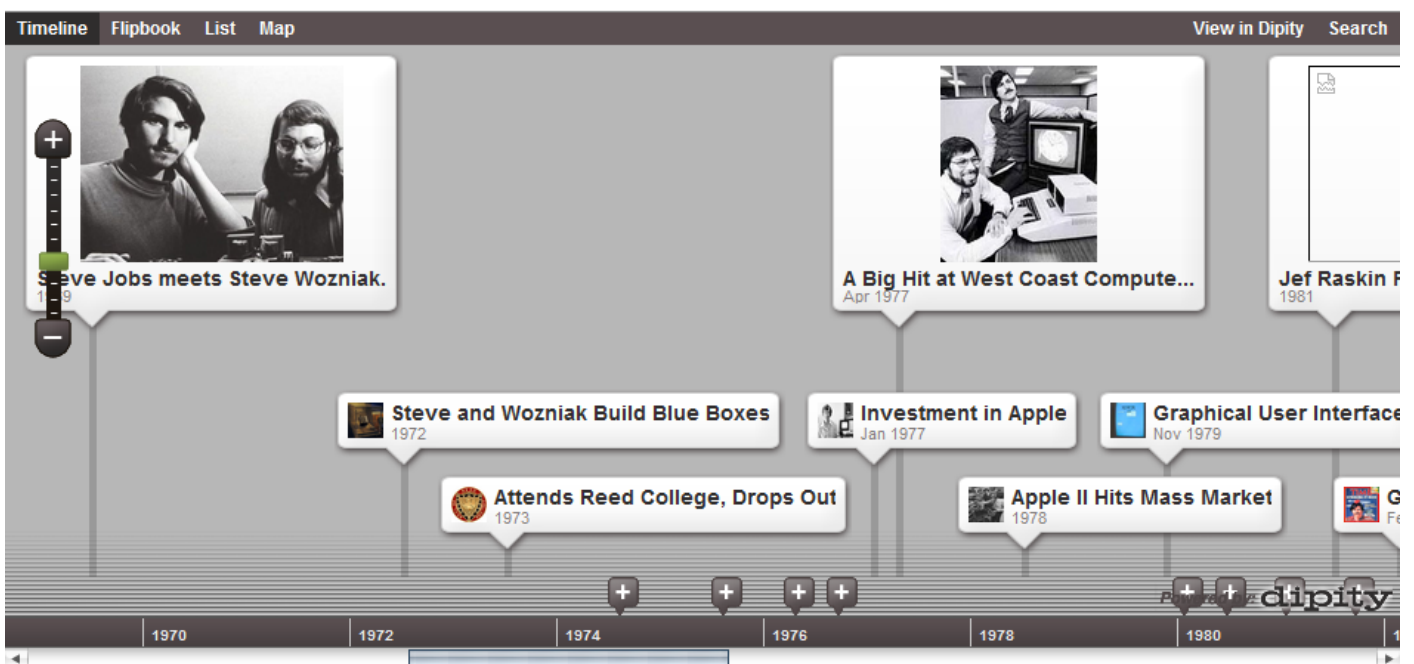 Timeline Flipbook List Map View in Dipity Search
Steve Jobs meets Steve Wozniak.
A Big Hit at West Coast Compute...
Apr 1977
Jef Raskin
1981
Steve and Wozniak Build Blue Boxes
1972
Investment in Apple
Jan 1977
Graphical User Interface
Nov 1979
Attends Reed College, Drops Out
1973
Apple II Hits Mass Market
1978
Powered by: dipity
1970 1972 1974 1976 1978 1980